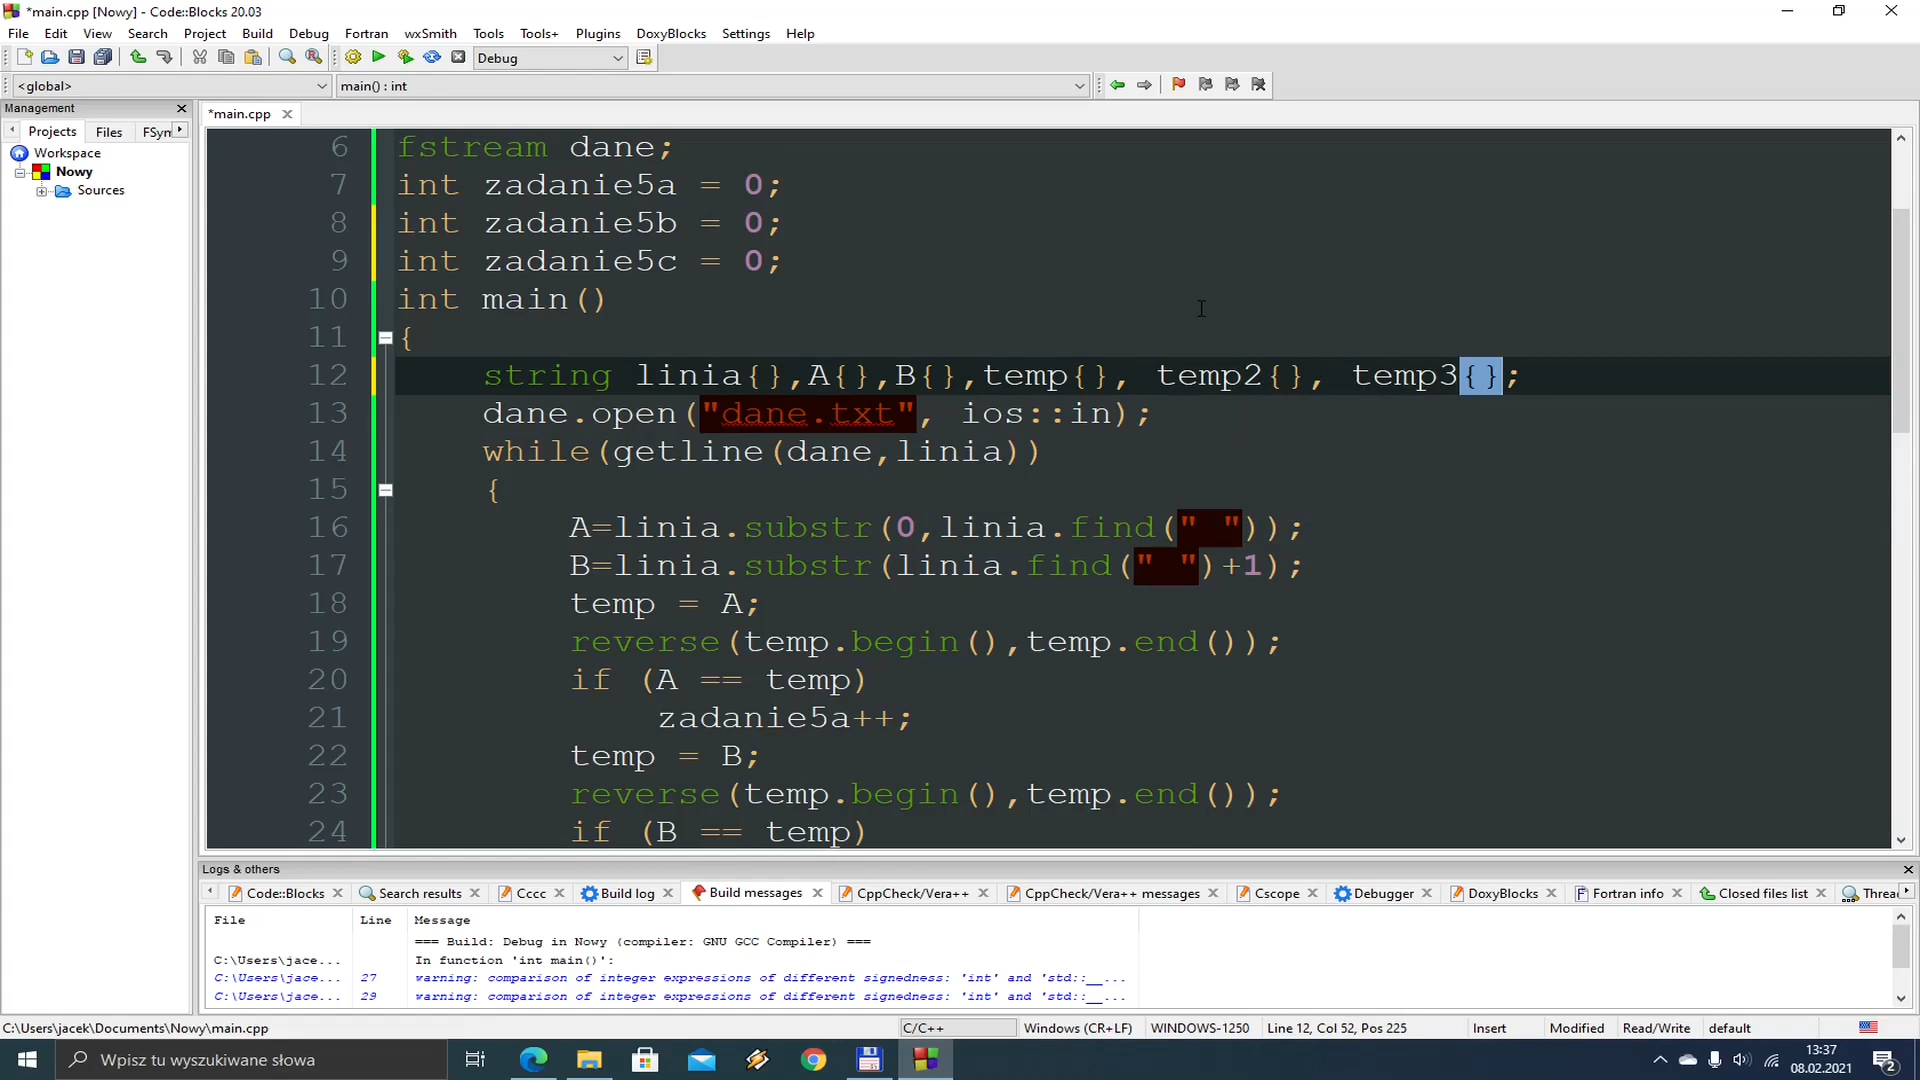 *main.cpp [Nowy] - Code::Blocks 20.03
File Edit View Search Project Build Debug Fortran wxSmith Tools Tools+ Plugins DoxyBlocks Settings Help
Debug
<global> main() : int
Management
Projects Files FSyn
*main.cpp
Workspace
Nowy
Sources
6 fstream dane;
7 int zadanie5a = 0;
8 int zadanie5b = 0;
9 int zadanie5c = 0;
10 int main()
11 {
12 string linia{},A{},B{},temp{}, temp2{}, temp3{};
13 dane.open("dane.txt", ios::in);
14 while(getline(dane,linia))
15 {
16 A=linia.substr(0,linia.find(" "));
17 B=linia.substr(linia.find(" ")+1);
18 temp = A;
19 reverse(temp.begin(),temp.end());
20 if (A == temp)
21 zadanie5a++;
22 temp = B;
23 reverse(temp.begin(),temp.end());
24 if (B == temp)
Logs & others
Code::Blocks Search results Cccc Build log Build messages CppCheck/Vera++ CppCheck/Vera++ messages Cscope Debugger DoxyBlocks Fortran info Closed files list Threa
File Line Message
=== Build: Debug in Nowy (compiler: GNU GCC Compiler) ===
C:\Users\jace... In function 'int main()':
C:\Users\jace... 27 warning: comparison of integer expressions of different signedness: 'int' and 'std::__...
C:\Users\jace... 29 warning: comparison of integer expressions of different signedness: 'int' and 'std::__...
C:\Users\jacek\Documents\Nowy\main.cpp C/C++ Windows (CR+LF) WINDOWS-1250 Line 12, Col 52, Pos 225 Insert Modified Read/Write default
Wpisz tu wyszukiwane słowa
13:37
08.02.2021
2